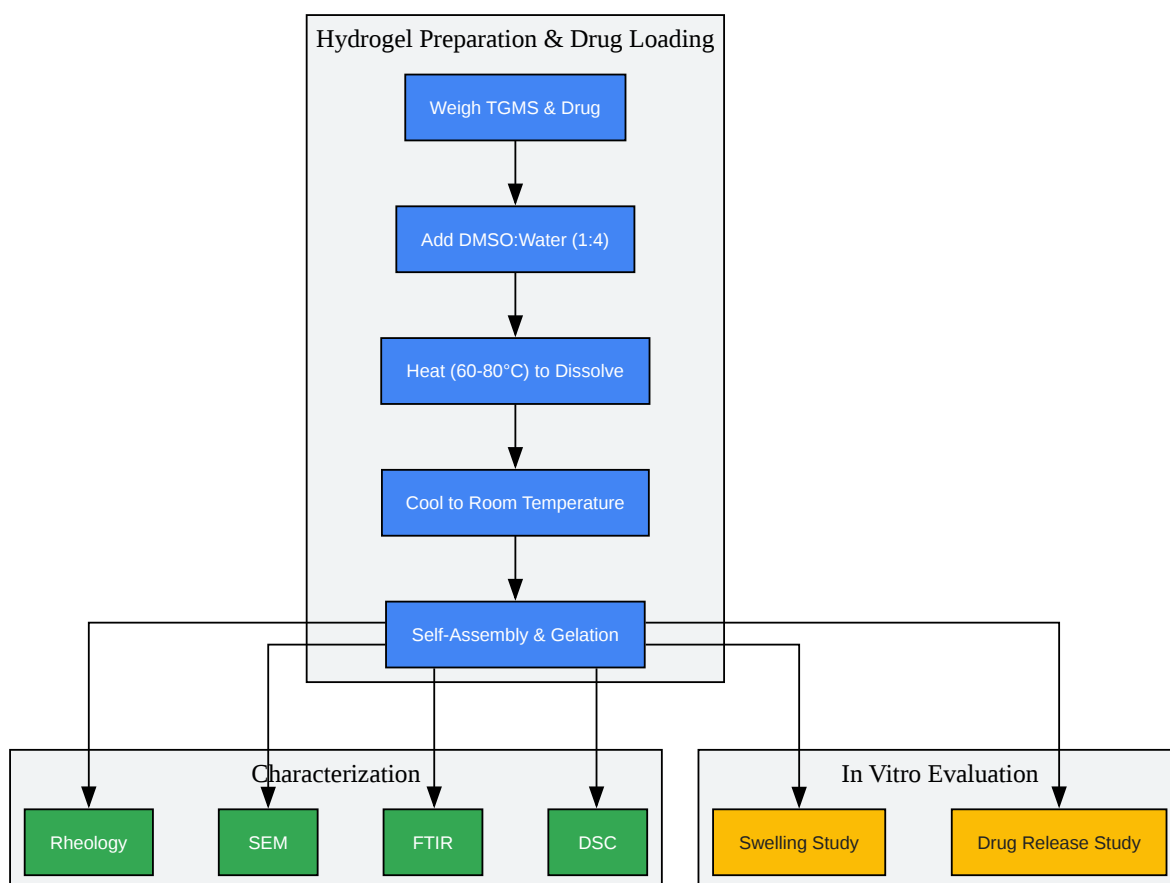 Hydrogel Preparation & Drug Loading
Weigh TGMS & Drug
Add DMSO:Water (1:4)
Heat (60-80°C) to Dissolve
Cool to Room Temperature
Self-Assembly & Gelation
Characterization
Rheology
SEM
FTIR
DSC
In Vitro Evaluation
Swelling Study
Drug Release Study